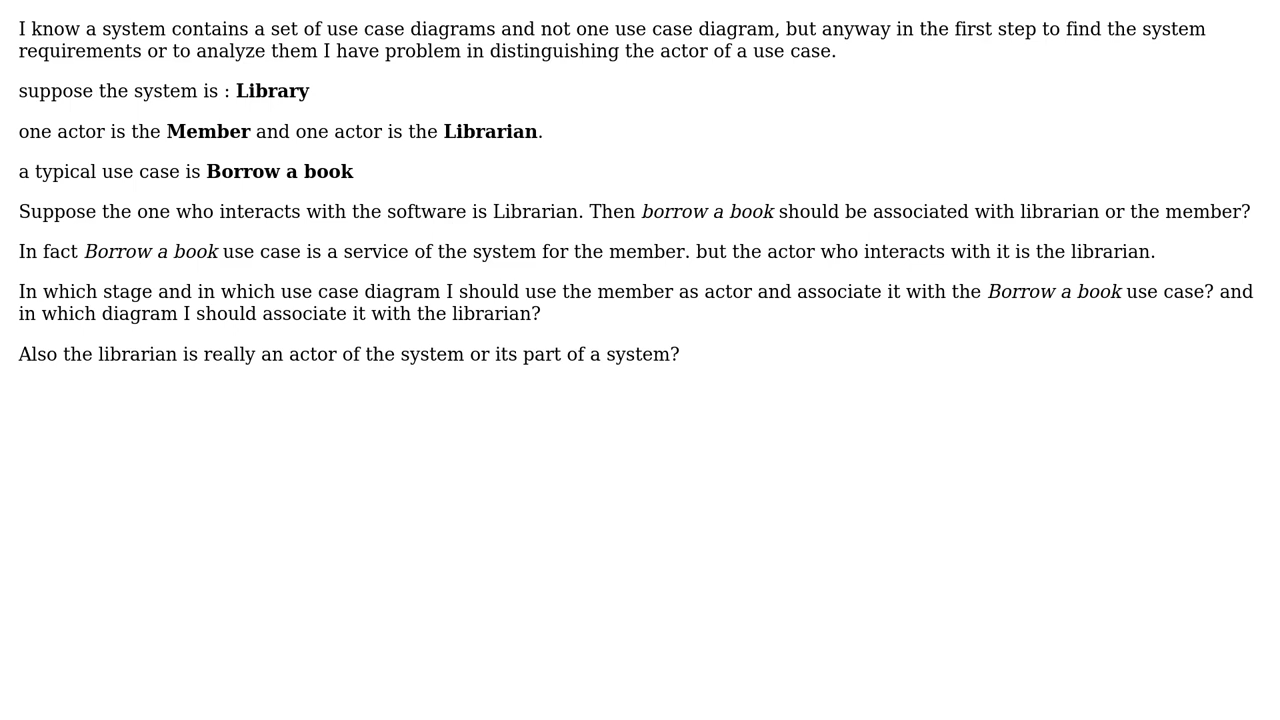 I know a system contains a set of use case diagrams and not one use case diagram, but anyway in the first step to find the system
requirements or to analyze them I have problem in distinguishing the actor of a use case.
suppose the system is : Library
one actor is the Member and one actor is the Librarian.
a typical use case is Borrow a book
Suppose the one who interacts with the software is Librarian. Then borrow a book should be associated with librarian or the member?
In fact Borrow a book use case is a service of the system for the member. but the actor who interacts with it is the librarian.
In which stage and in which use case diagram I should use the member as actor and associate it with the Borrow a book use case? and
in which diagram I should associate it with the librarian?
Also the librarian is really an actor of the system or its part of a system?